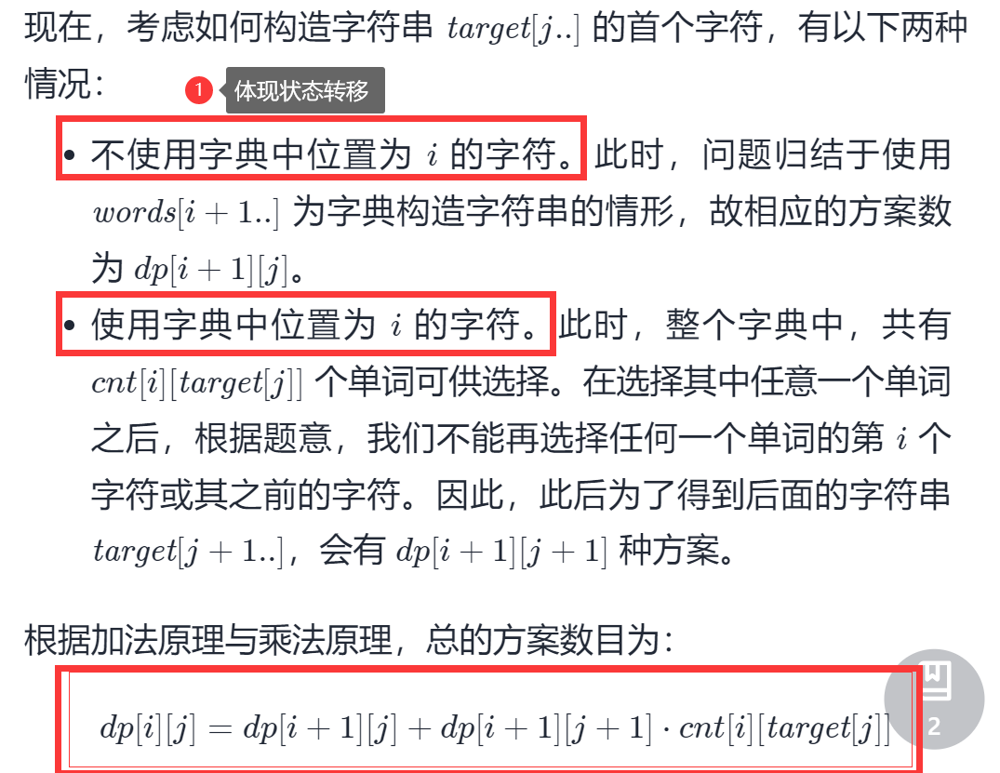 现在，考虑如何构造字符串 target[j..] 的首个字符，有以下两种
情况：
1 体现状态转移
• 不使用字典中位置为 i 的字符。此时，问题归结于使用
words[i + 1..] 为字典构造字符串的情形，故相应的方案数
为 dp[i + 1][j]。
• 使用字典中位置为 i 的字符。此时，整个字典中，共有
cnt[i][target[j]] 个单词可供选择。在选择其中任意一个单词
之后，根据题意，我们不能再选择任何一个单词的第 i 个
字符或其之前的字符。因此，此后为了得到后面的字符串
target[j + 1..]，会有 dp[i + 1][j + 1] 种方案。
根据加法原理与乘法原理，总的方案数目为：
dp[i][j] = dp[i + 1][j] + dp[i + 1][j + 1] · cnt[i][target[j]]
2